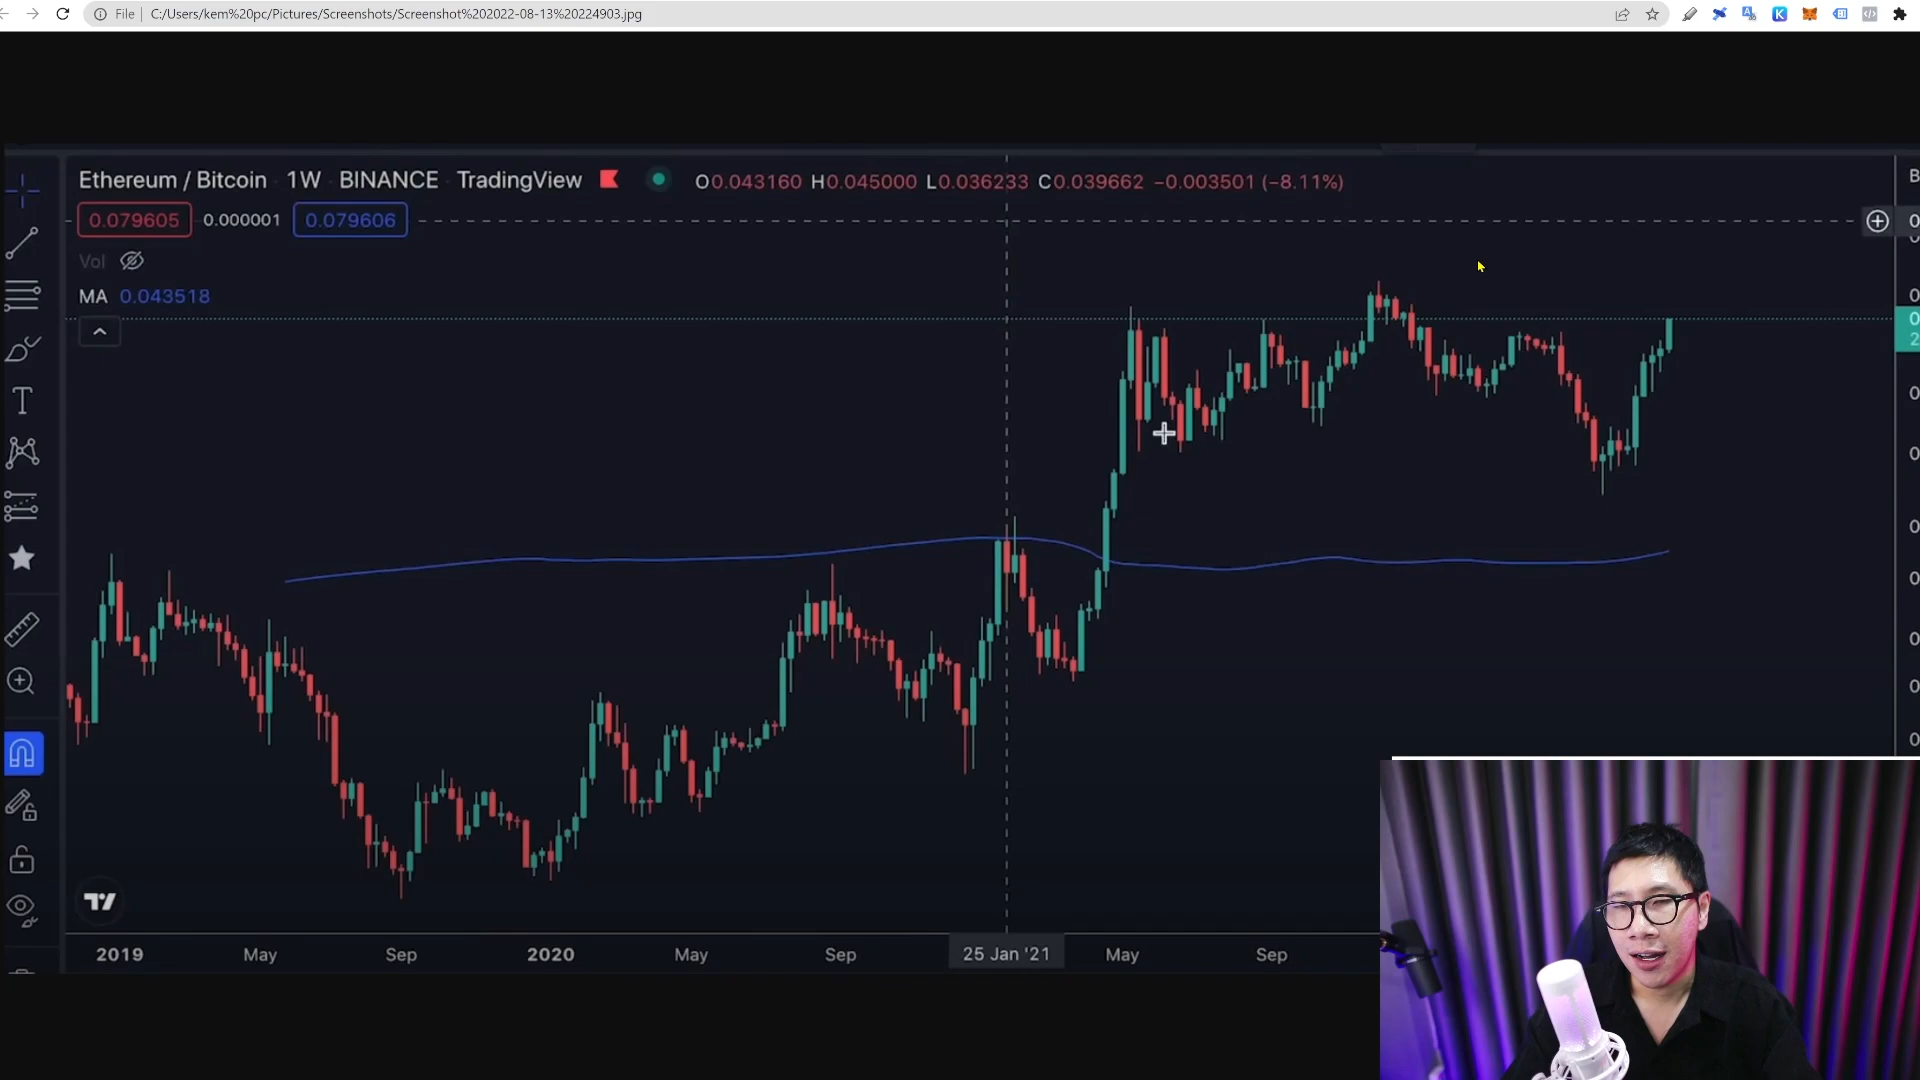 File C:/Users/kem%20pc/Pictures/Screenshots/Screenshot%202022-08-13%20224903.jpg
Ethereum / Bitcoin · 1W · BINANCE · TradingView O0.043160 H0.045000 L0.036233 C0.039662 −0.003501 (−8.11%)
0.079605 0.000001 0.079606
Vol
MA 0.043518
2019 May Sep 2020 May Sep 25 Jan '21 May Sep